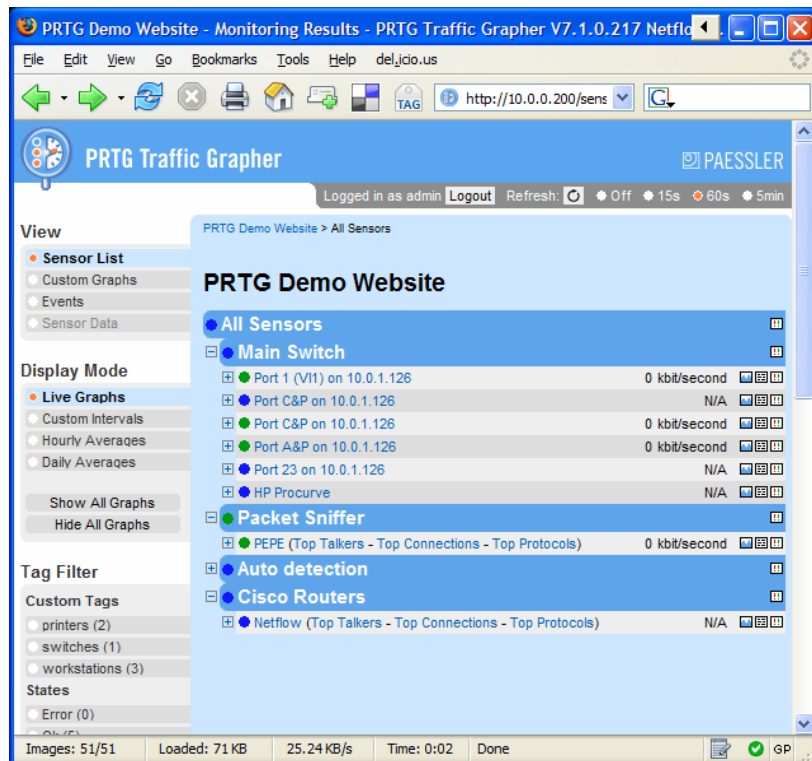 PRTG Demo Website - Monitoring Results - PRTG Traffic Grapher V7.1.0.217 Netflo
File Edit View Go Bookmarks Tools Help del.icio.us
TAG http://10.0.0.200/sens G
PRTG Traffic Grapher PAESSLER
Logged in as admin Logout Refresh: Off 15s 60s 5min
View
Sensor List
Custom Graphs
Events
Sensor Data
Display Mode
Live Graphs
Custom Intervals
Hourly Averages
Daily Averages
Show All Graphs
Hide All Graphs
Tag Filter
Custom Tags
printers (2)
switches (1)
workstations (3)
States
Error (0)
PRTG Demo Website > All Sensors
PRTG Demo Website
All Sensors
Main Switch
Port 1 (Vl1) on 10.0.1.126 0 kbit/second
Port C&P on 10.0.1.126 N/A
Port C&P on 10.0.1.126 0 kbit/second
Port A&P on 10.0.1.126 0 kbit/second
Port 23 on 10.0.1.126 N/A
HP Procurve N/A
Packet Sniffer
PEPE (Top Talkers - Top Connections - Top Protocols) 0 kbit/second
Auto detection
Cisco Routers
Netflow (Top Talkers - Top Connections - Top Protocols) N/A
Images: 51/51 Loaded: 71 KB 25.24 KB/s Time: 0:02 Done GP